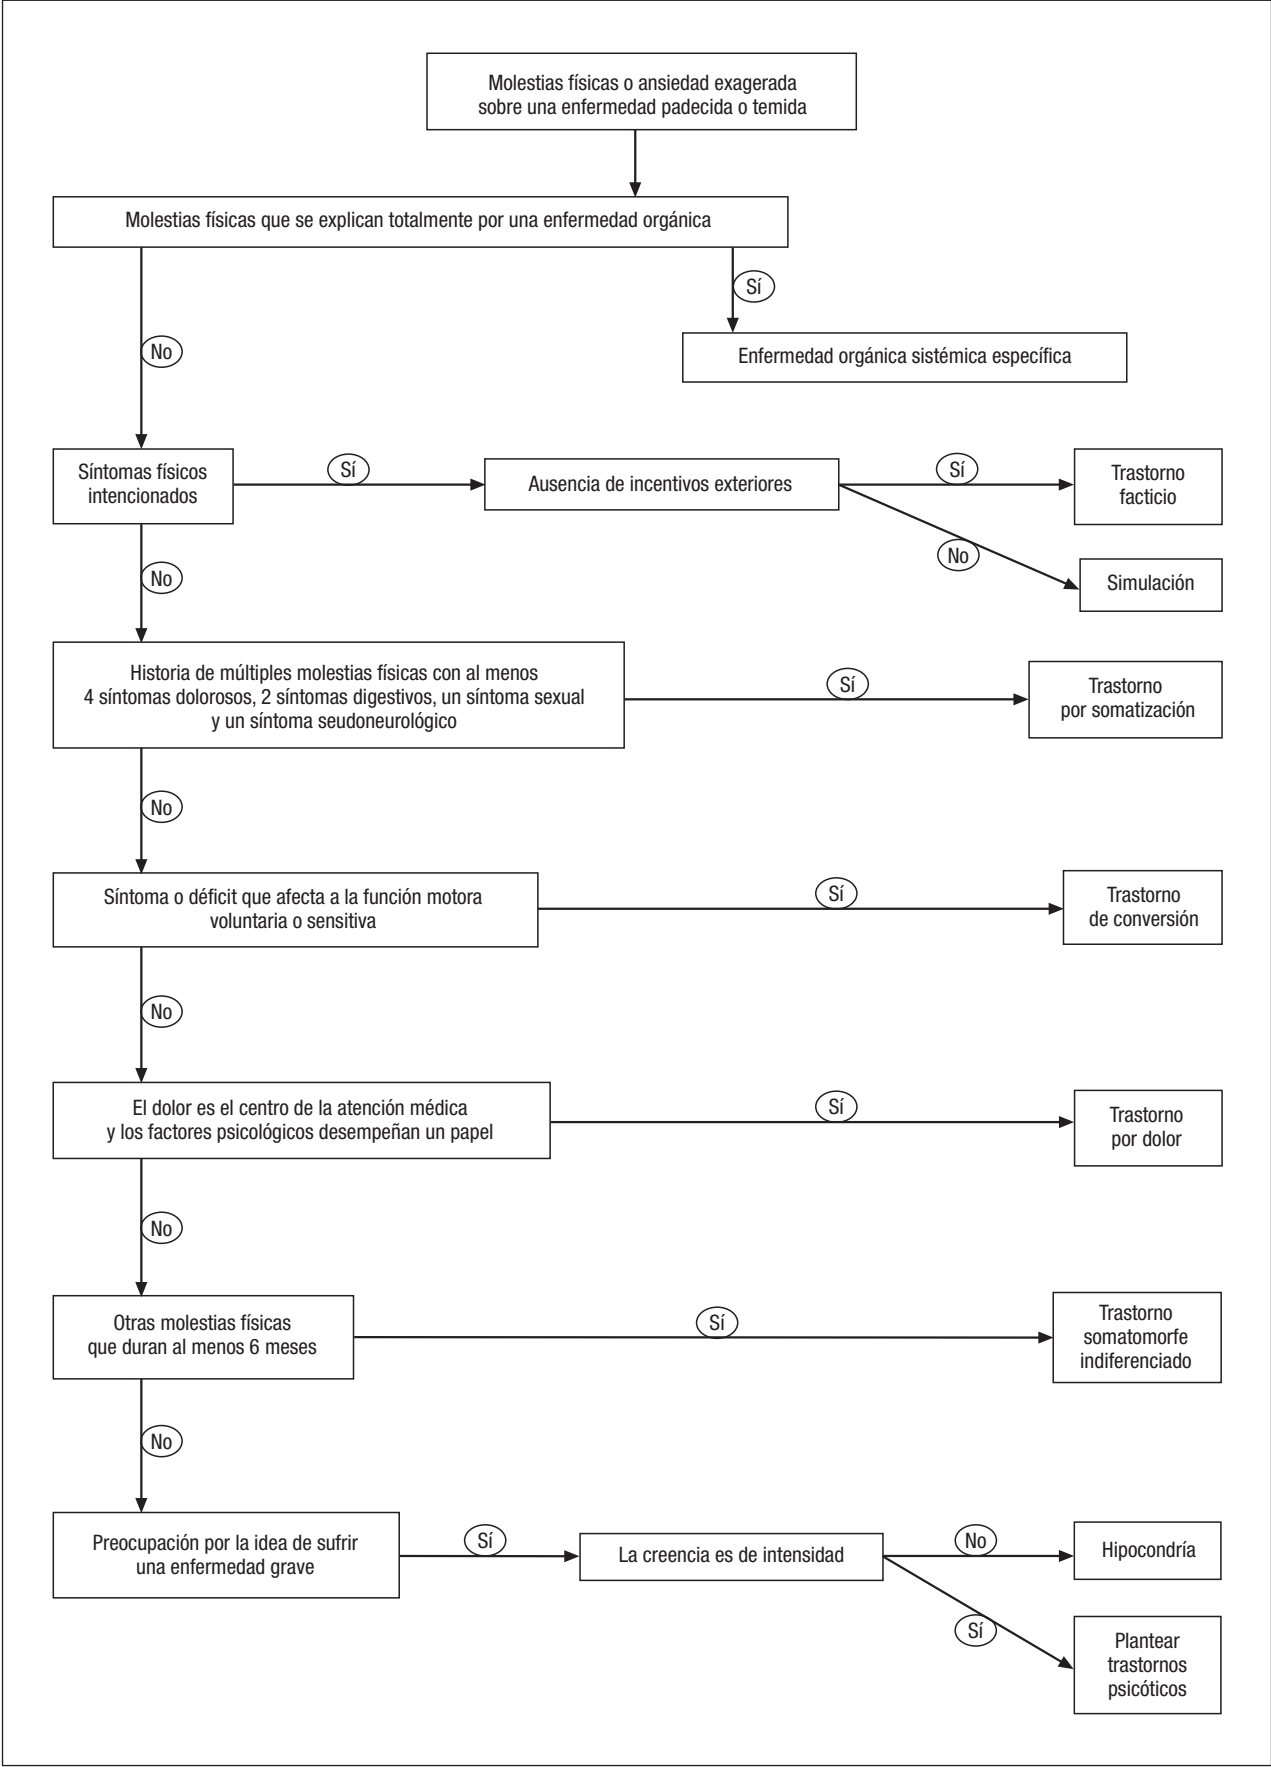 Molestias físicas o ansiedad exagerada
sobre una enfermedad padecida o temida
Molestias físicas que se explican totalmente por una enfermedad orgánica
Sí
No
Enfermedad orgánica sistémica específica
Síntomas físicos
intencionados
Sí
Ausencia de incentivos exteriores
Sí
Trastorno
facticio
No
Simulación
No
Historia de múltiples molestias físicas con al menos
4 síntomas dolorosos, 2 síntomas digestivos, un síntoma sexual
y un síntoma seudoneurológico
Sí
Trastorno
por somatización
No
Síntoma o déficit que afecta a la función motora
voluntaria o sensitiva
Sí
Trastorno
de conversión
No
El dolor es el centro de la atención médica
y los factores psicológicos desempeñan un papel
Sí
Trastorno
por dolor
No
Otras molestias físicas
que duran al menos 6 meses
Sí
Trastorno
somatomorfe
indiferenciado
No
Preocupación por la idea de sufrir
una enfermedad grave
Sí
La creencia es de intensidad
No
Hipocondría
Sí
Plantear
trastornos
psicóticos